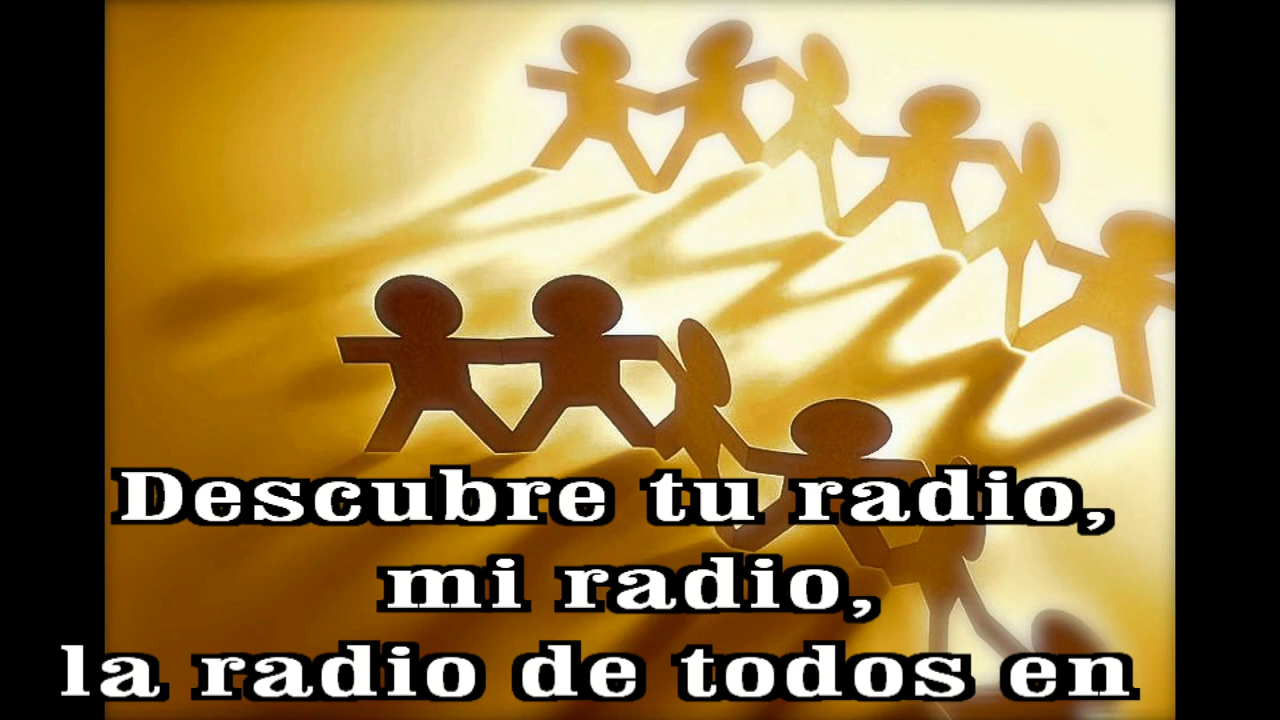 Descubre tu radio,
mi radio,
la radio de todos en